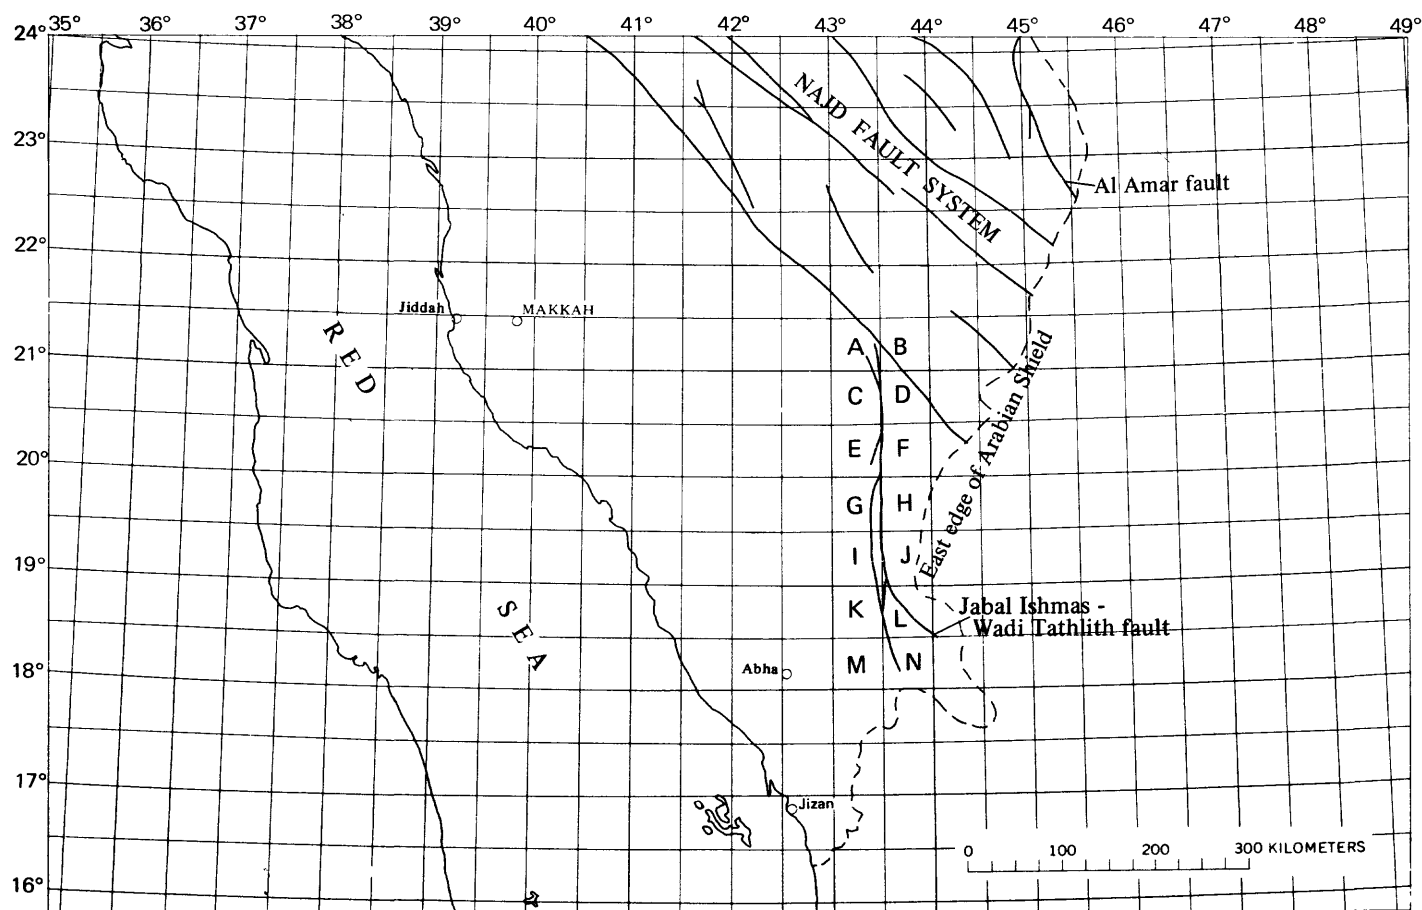 35° 36° 37° 38° 39° 40° 41° 42° 43° 44° 45° 46° 47° 48° 49°
24°
NAJD FAULT SYSTEM
23°
Al Amar fault
22°
Jiddah
MAKKAH
RED
21°
A B
East edge of Arabian Shield
C D
E F
20°
G H
I J
19°
SEA
K L
Jabal Ishmas -
Wadi Tathlith fault
M N
Abha
18°
17°
Jizan
0 100 200 300 KILOMETERS
16°